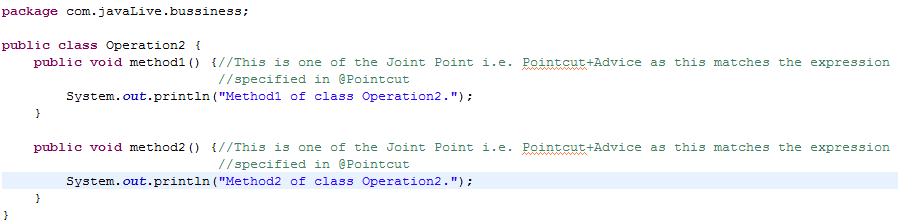 package com.javaLive.bussiness;
public class Operation2 {
public void method1() {//This is one of the Joint Point i.e. Pointcut+Advice as this matches the expression
//specified in @Pointcut
System.out.println("Method1 of class Operation2.");
}
public void method2() {//This is one of the Joint Point i.e. Pointcut+Advice as this matches the expression
//specified in @Pointcut
System.out.println("Method2 of class Operation2.");
}
}